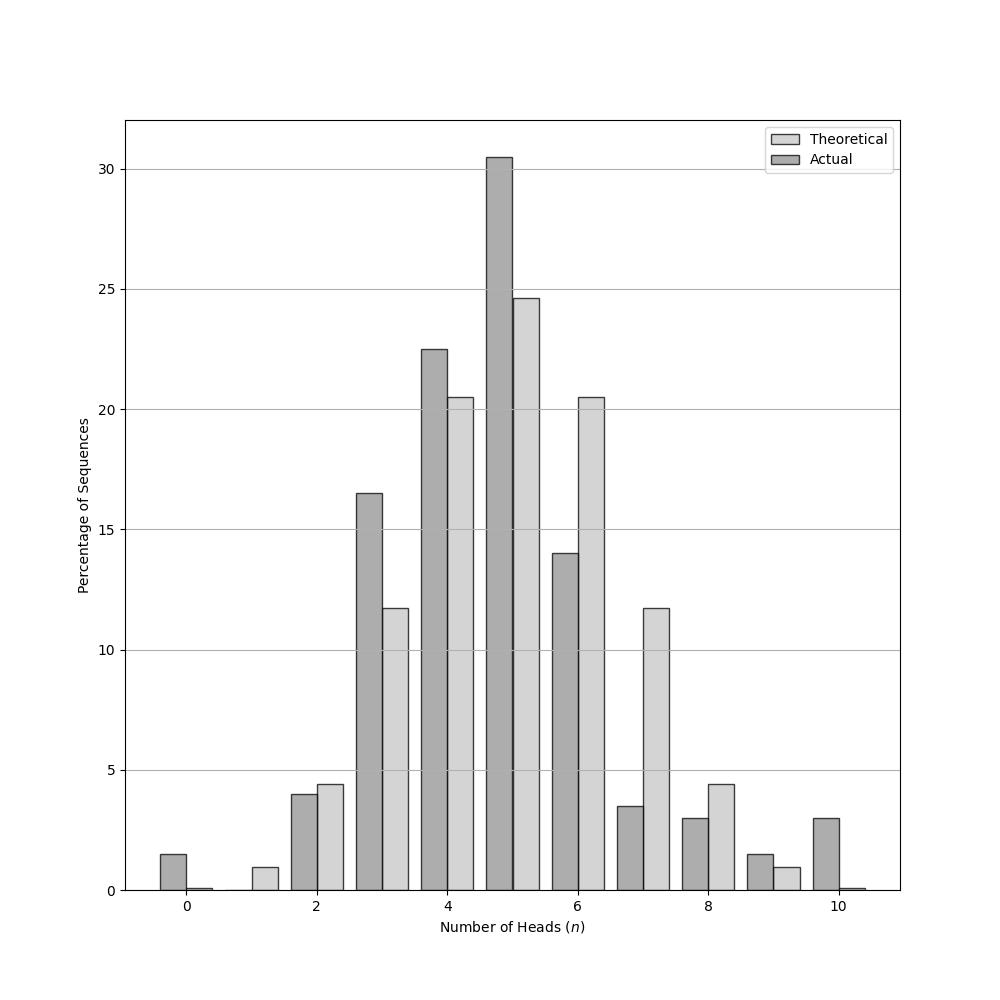 Theoretical
Actual
30
25
20
15
10
5
0
Percentage of Sequences
0 2 4 6 8 10
Number of Heads (n)